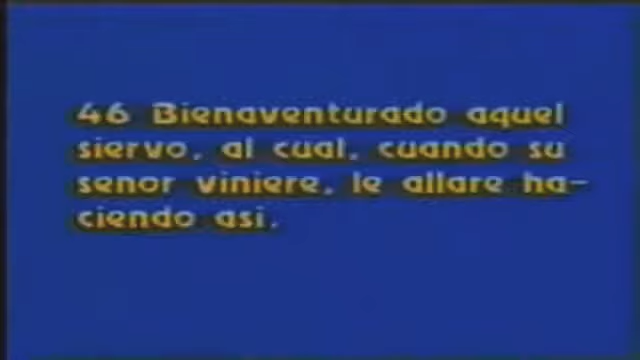 46 Bienaventurado aquel
siervo, al cual, cuando su
senor viniere, le allare ha-
ciendo asi.